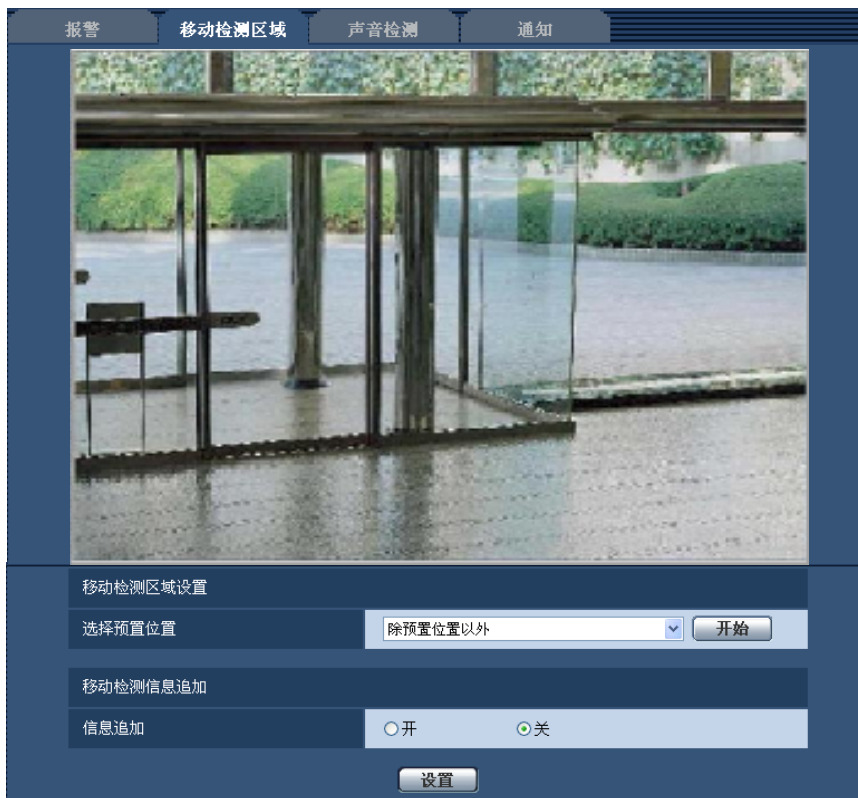 报警 移动检测区域 声音检测 通知
移动检测区域设置
选择预置位置 除预置位置以外 开始
移动检测信息追加
信息追加 开 关
设置